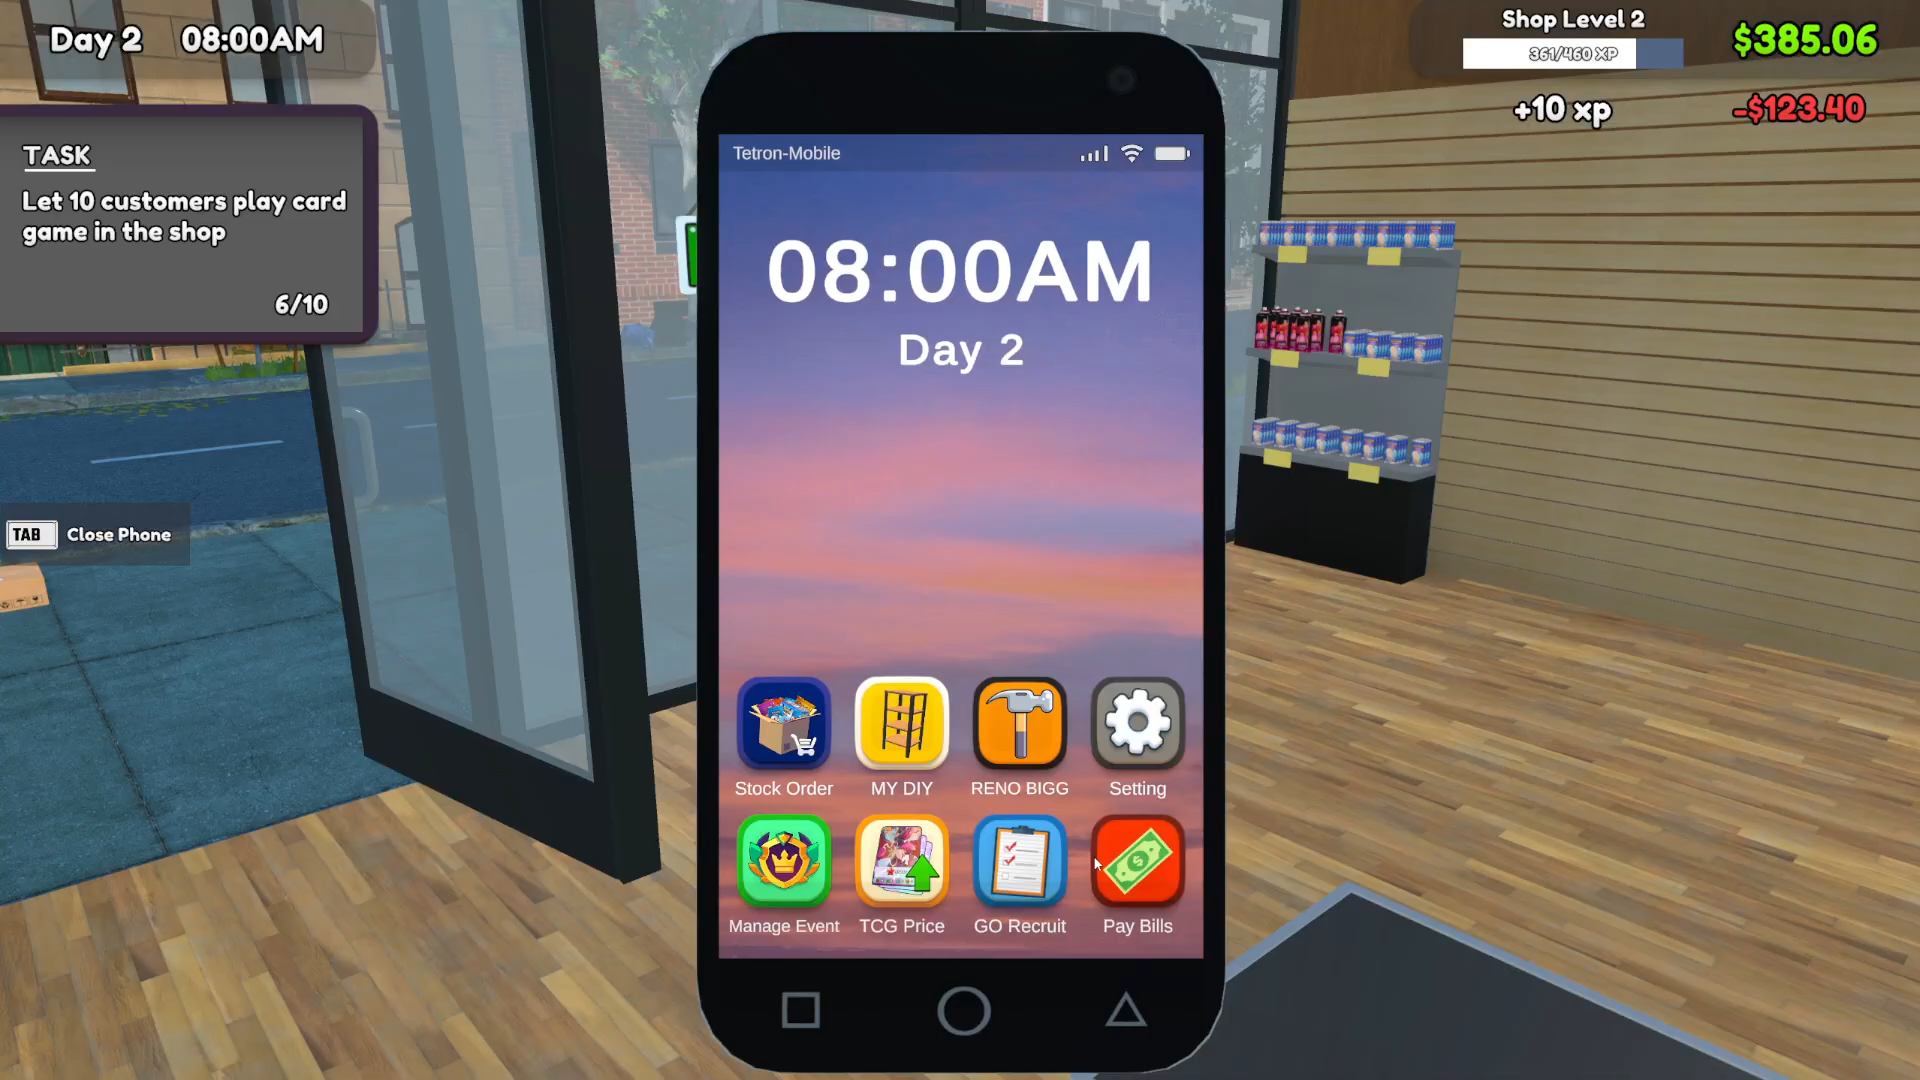 Day 2 08:00AM
Shop Level 2
361/460 XP
$385.06
+10 xp
-$123.40
TASK
Let 10 customers play card
game in the shop
6/10
TAB Close Phone
Tetron-Mobile
08:00AM
Day 2
Stock Order MY DIY RENO BIGG Setting
Manage Event TCG Price GO Recruit Pay Bills